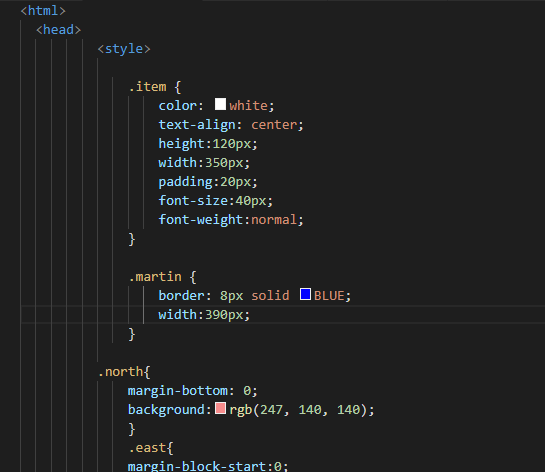 <html>
<head>
<style>
.item {
color: white;
text-align: center;
height:120px;
width:350px;
padding:20px;
font-size:40px;
font-weight:normal;
}
.martin {
border: 8px solid BLUE;
width:390px;
}
.north{
margin-bottom: 0;
background: rgb(247, 140, 140);
}
.east{
margin-block-start:0;